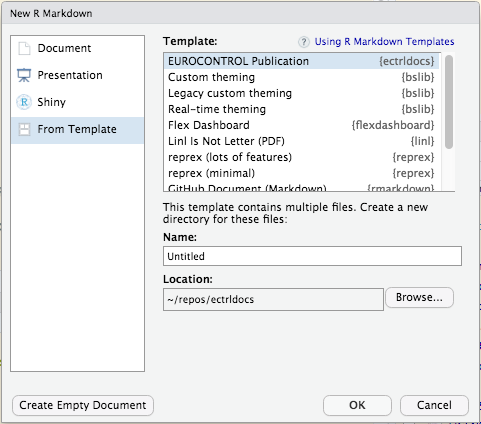 New R Markdown
Document
Presentation
Shiny
From Template
Template:
? Using R Markdown Templates
EUROCONTROL Publication {ectrldocs}
Custom theming {bslib}
Legacy custom theming {bslib}
Real-time theming {bslib}
Flex Dashboard {flexdashboard}
Linl Is Not Letter (PDF) {linl}
reprex (lots of features) {reprex}
reprex (minimal) {reprex}
GitHub Document (Markdown) {rmarkdown}
This template contains multiple files. Create a new
directory for these files:
Name:
Untitled
Location:
~/repos/ectrldocs
Browse...
Create Empty Document
OK
Cancel